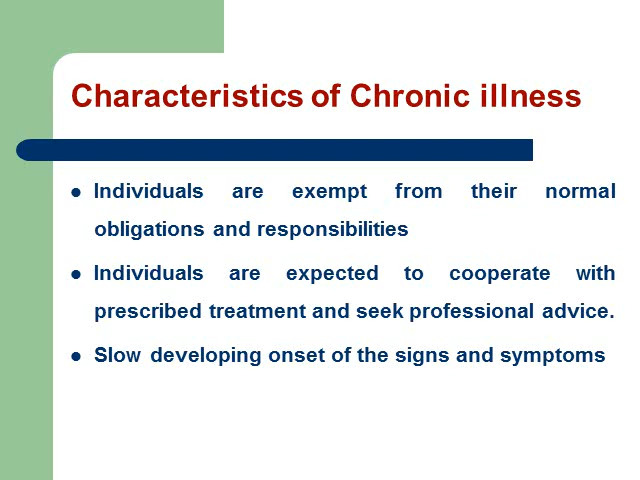 Characteristics of Chronic illness
Individuals are exempt from their normal
obligations and responsibilities
Individuals are expected to cooperate with
prescribed treatment and seek professional advice.
Slow developing onset of the signs and symptoms